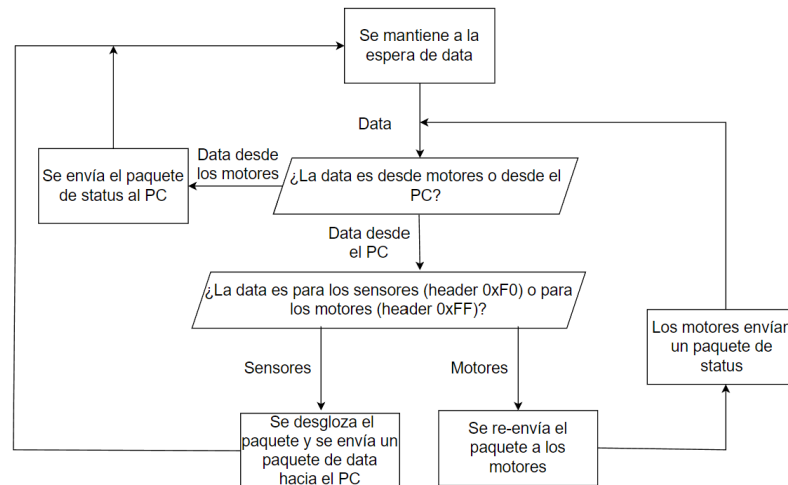 Se mantiene a la
espera de data
Data
Data desde
los motores
Se envía el paquete
de status al PC
¿La data es desde motores o desde el
PC?
Data desde
el PC
¿La data es para los sensores (header 0xF0) o para
los motores (header 0xFF)?
Los motores envían
un paquete de
status
Sensores
Motores
Se desgloza el
paquete y se envía un
paquete de data
hacia el PC
Se re-envía el
paquete a los
motores